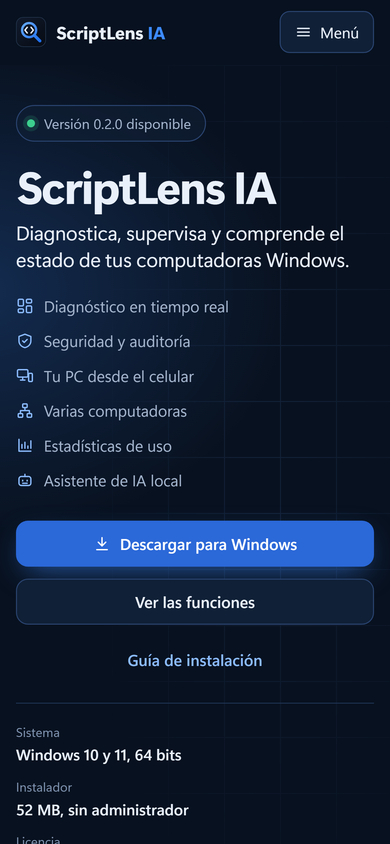 ScriptLens IA
Menú
Versión 0.2.0 disponible
ScriptLens IA
Diagnostica, supervisa y comprende el
estado de tus computadoras Windows.
Diagnóstico en tiempo real
Seguridad y auditoría
Tu PC desde el celular
Varias computadoras
Estadísticas de uso
Asistente de IA local
Descargar para Windows
Ver las funciones
Guía de instalación
Sistema
Windows 10 y 11, 64 bits
Instalador
52 MB, sin administrador
Licencia